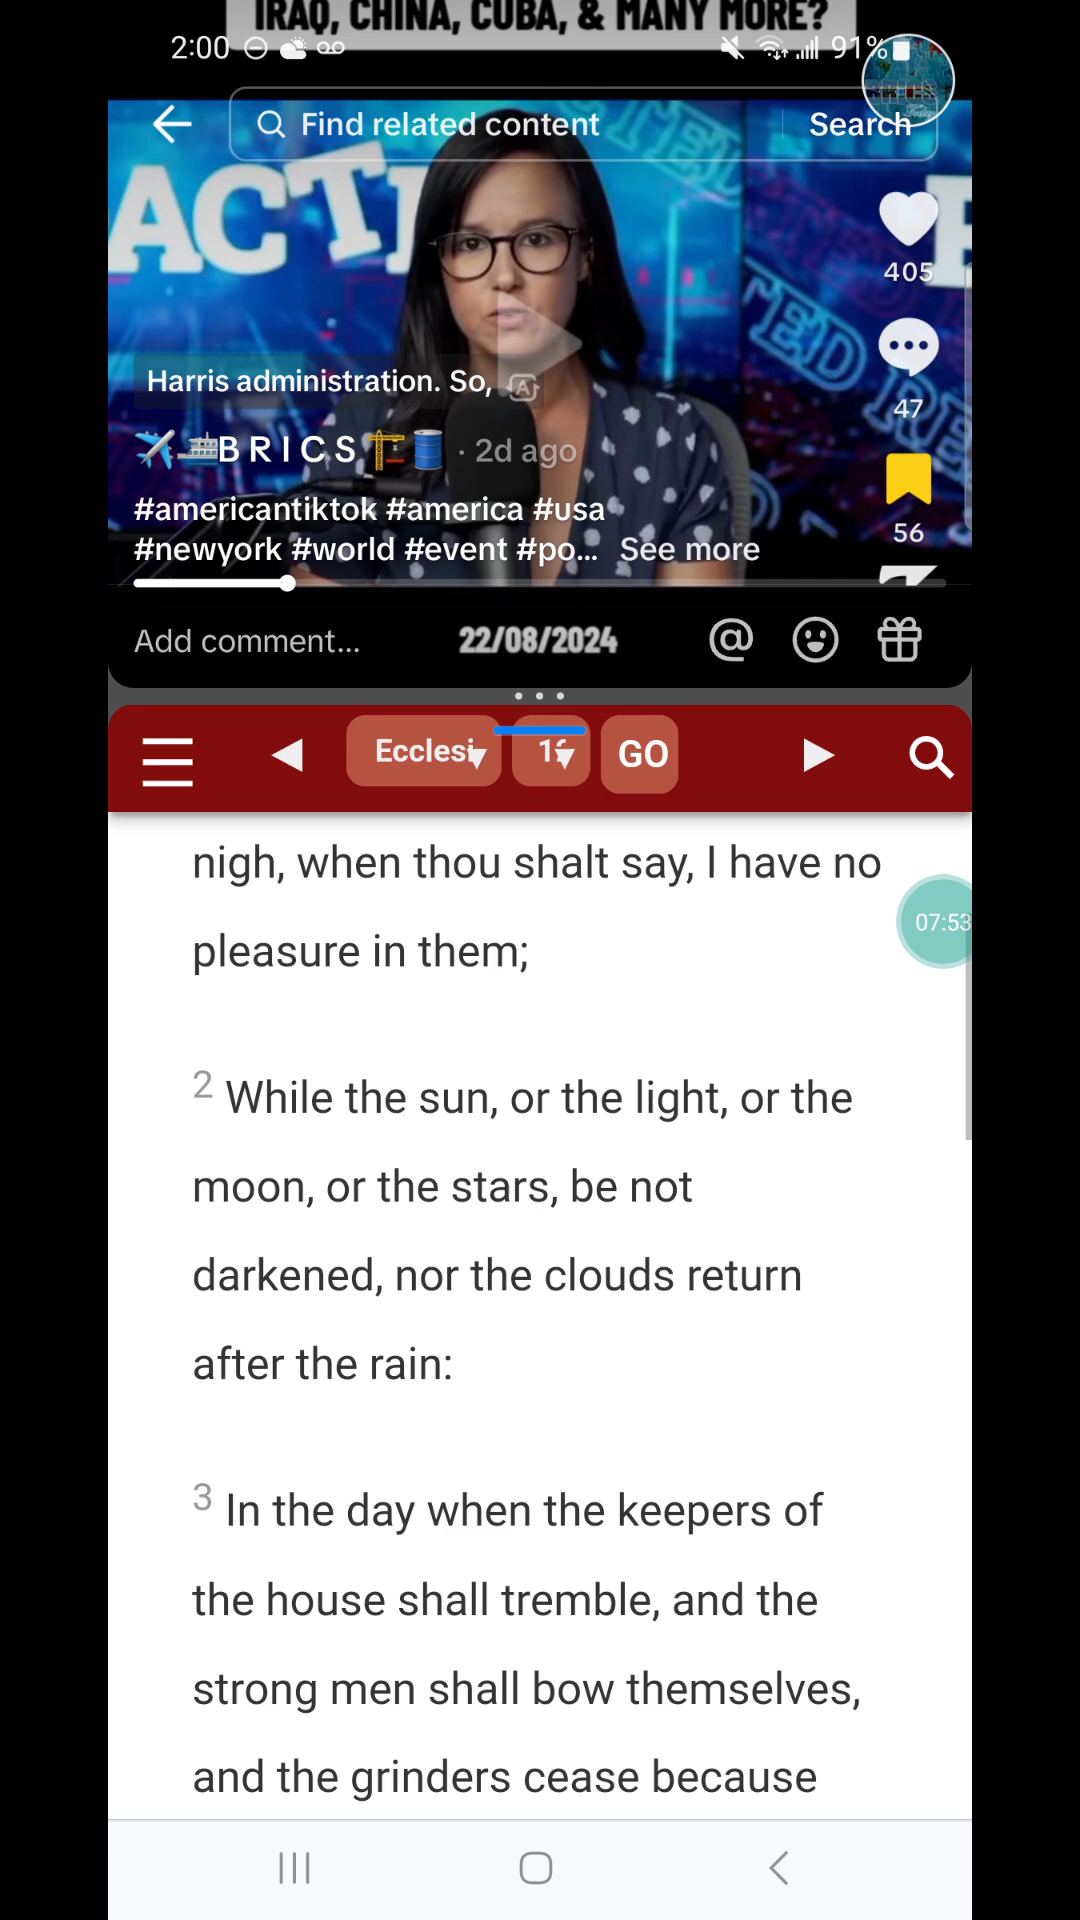 IRAQ, CHINA, CUBA, & MANY MORE?
2:00
91%
Find related content
Search
ACTI
405
Harris administration. So,
47
BRICS · 2d ago
#americantiktok #america #usa
#newyork #world #event #po... See more
56
Add comment...
22/08/2024
Ecclesi
GO
nigh, when thou shalt say, I have no
07:53
pleasure in them;
2 While the sun, or the light, or the
moon, or the stars, be not
darkened, nor the clouds return
after the rain:
3 In the day when the keepers of
the house shall tremble, and the
strong men shall bow themselves,
and the grinders cease because